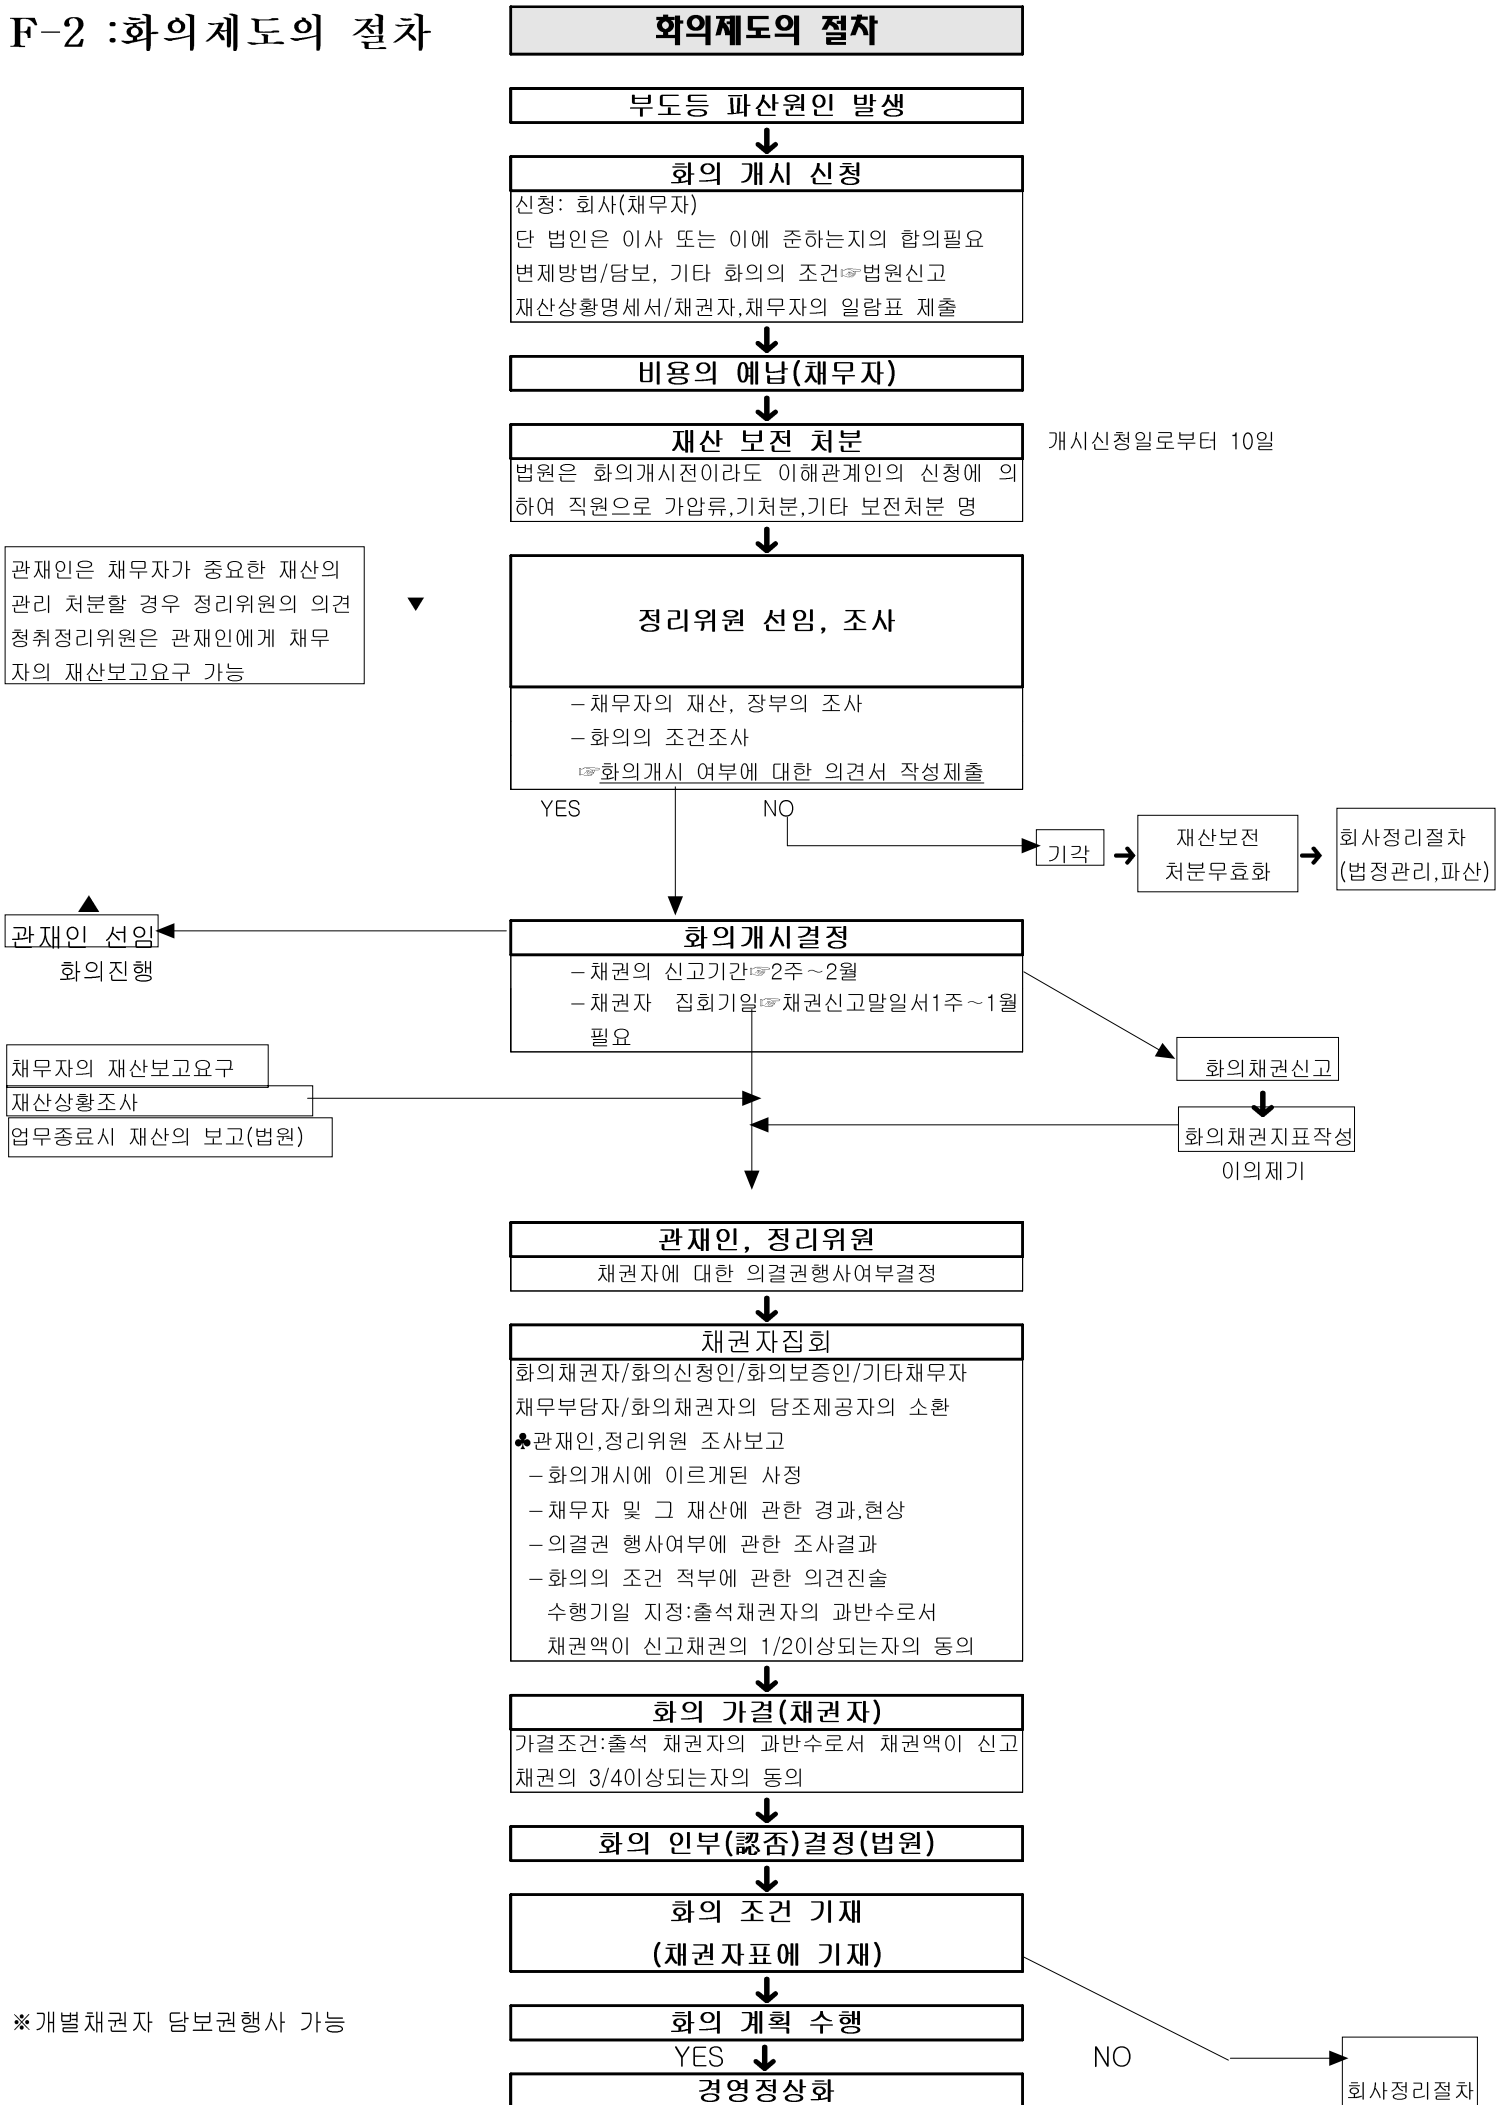 F-2 :화의제도의 절차
화의제도의 절차
부도등 파산원인 발생
화의 개시 신청
신청: 회사(채무자)
단 법인은 이사 또는 이에 준하는지의 합의필요
변제방법/담보, 기타 화의의 조건☞법원신고
재산상황명세서/채권자,채무자의 일람표 제출
비용의 예납(채무자)
재산 보전 처분
개시신청일로부터 10일
법원은 화의개시전이라도 이해관계인의 신청에 의
하여 직원으로 가압류,기처분,기타 보전처분 명
관재인은 채무자가 중요한 재산의
관리 처분할 경우 정리위원의 의견
청취정리위원은 관재인에게 채무
자의 재산보고요구 가능
▼
정리위원 선임, 조사
–채무자의 재산, 장부의 조사
–화의의 조건조사
☞화의개시 여부에 대한 의견서 작성제출
YES
NO
기각
재산보전
처분무효화
회사정리절차
(법정관리,파산)
▲
관재인 선임
화의진행
화의개시결정
–채권의 신고기간☞2주~2월
–채권자 집회기일☞채권신고말일서1주~1월
필요
채무자의 재산보고요구
재산상황조사
업무종료시 재산의 보고(법원)
화의채권신고
화의채권지표작성
이의제기
관재인, 정리위원
채권자에 대한 의결권행사여부결정
채권자집회
화의채권자/화의신청인/화의보증인/기타채무자
채무부담자/화의채권자의 담조제공자의 소환
♣관재인,정리위원 조사보고
–화의개시에 이르게된 사정
–채무자 및 그 재산에 관한 경과,현상
–의결권 행사여부에 관한 조사결과
–화의의 조건 적부에 관한 의견진술
수행기일 지정:출석채권자의 과반수로서
채권액이 신고채권의 1/2이상되는자의 동의
화의 가결(채권자)
가결조건:출석 채권자의 과반수로서 채권액이 신고
채권의 3/4이상되는자의 동의
화의 인부(認否)결정(법원)
화의 조건 기재
(채권자표에 기재)
※개별채권자 담보권행사 가능
화의 계획 수행
YES
NO
경영정상화
회사정리절차